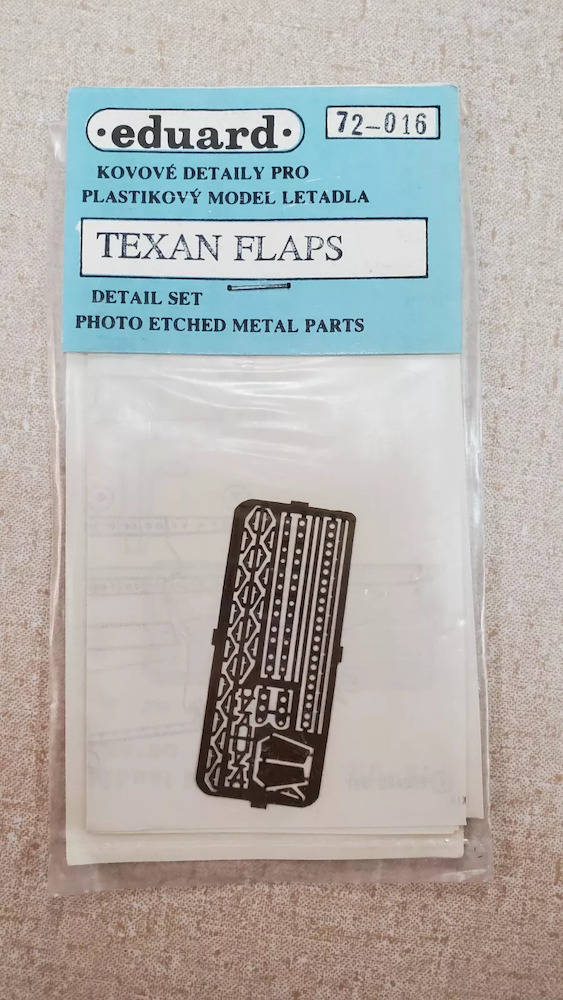 ·eduard·
72-016
KOVOVÉ DETAILY PRO
PLASTIKOVÝ MODEL LETADLA
TEXAN FLAPS
DETAIL SET
PHOTO ETCHED METAL PARTS